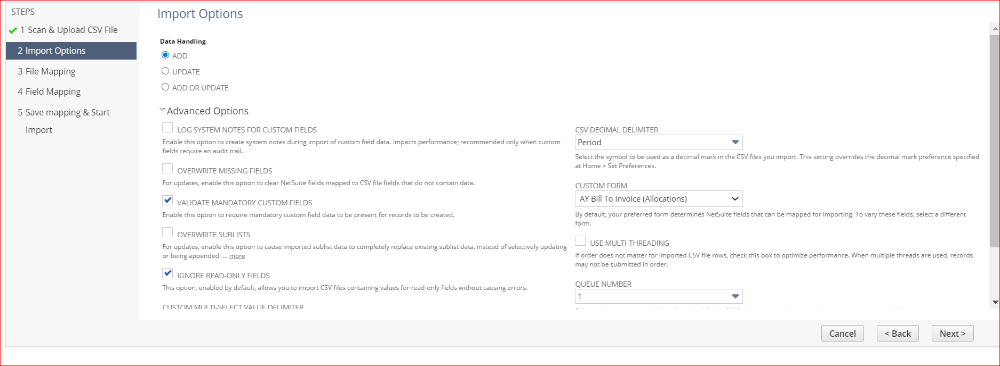 STEPS
1 Scan & Upload CSV File
2 Import Options
3 File Mapping
4 Field Mapping
5 Save mapping & Start
Import
Import Options
Data Handling
ADD
UPDATE
ADD OR UPDATE
Advanced Options
LOG SYSTEM NOTES FOR CUSTOM FIELDS
Enable this option to create system notes during import of custom field data. Impacts performance; recommended only when custom
fields require an audit trail.
OVERWRITE MISSING FIELDS
For updates, enable this option to clear NetSuite fields mapped to CSV file fields that do not contain data.
VALIDATE MANDATORY CUSTOM FIELDS
Enable this option to require mandatory custom field data to be present for records to be created.
OVERWRITE SUBLISTS
For updates, enable this option to cause imported sublist data to completely replace existing sublist data, instead of selectively updating
or being appended. ... more
IGNORE READ-ONLY FIELDS
This option, enabled by default, allows you to import CSV files containing values for read-only fields without causing errors.
CUSTOM MULTI-SELECT VALUE DELIMITER
CSV DECIMAL DELIMITER
Period
Select the symbol to be used as a decimal mark in the CSV files you import. This setting overrides the decimal mark preference specified
at Home > Set Preferences.
CUSTOM FORM
AY Bill To Invoice (Allocations)
By default, your preferred form determines NetSuite fields that can be mapped for importing. To vary these fields, select a different
form.
USE MULTI-THREADING
If order does not matter for imported CSV file rows, check this box to optimize performance. When multiple threads are used, records
may not be submitted in order.
QUEUE NUMBER
1
Cancel
< Back
Next >